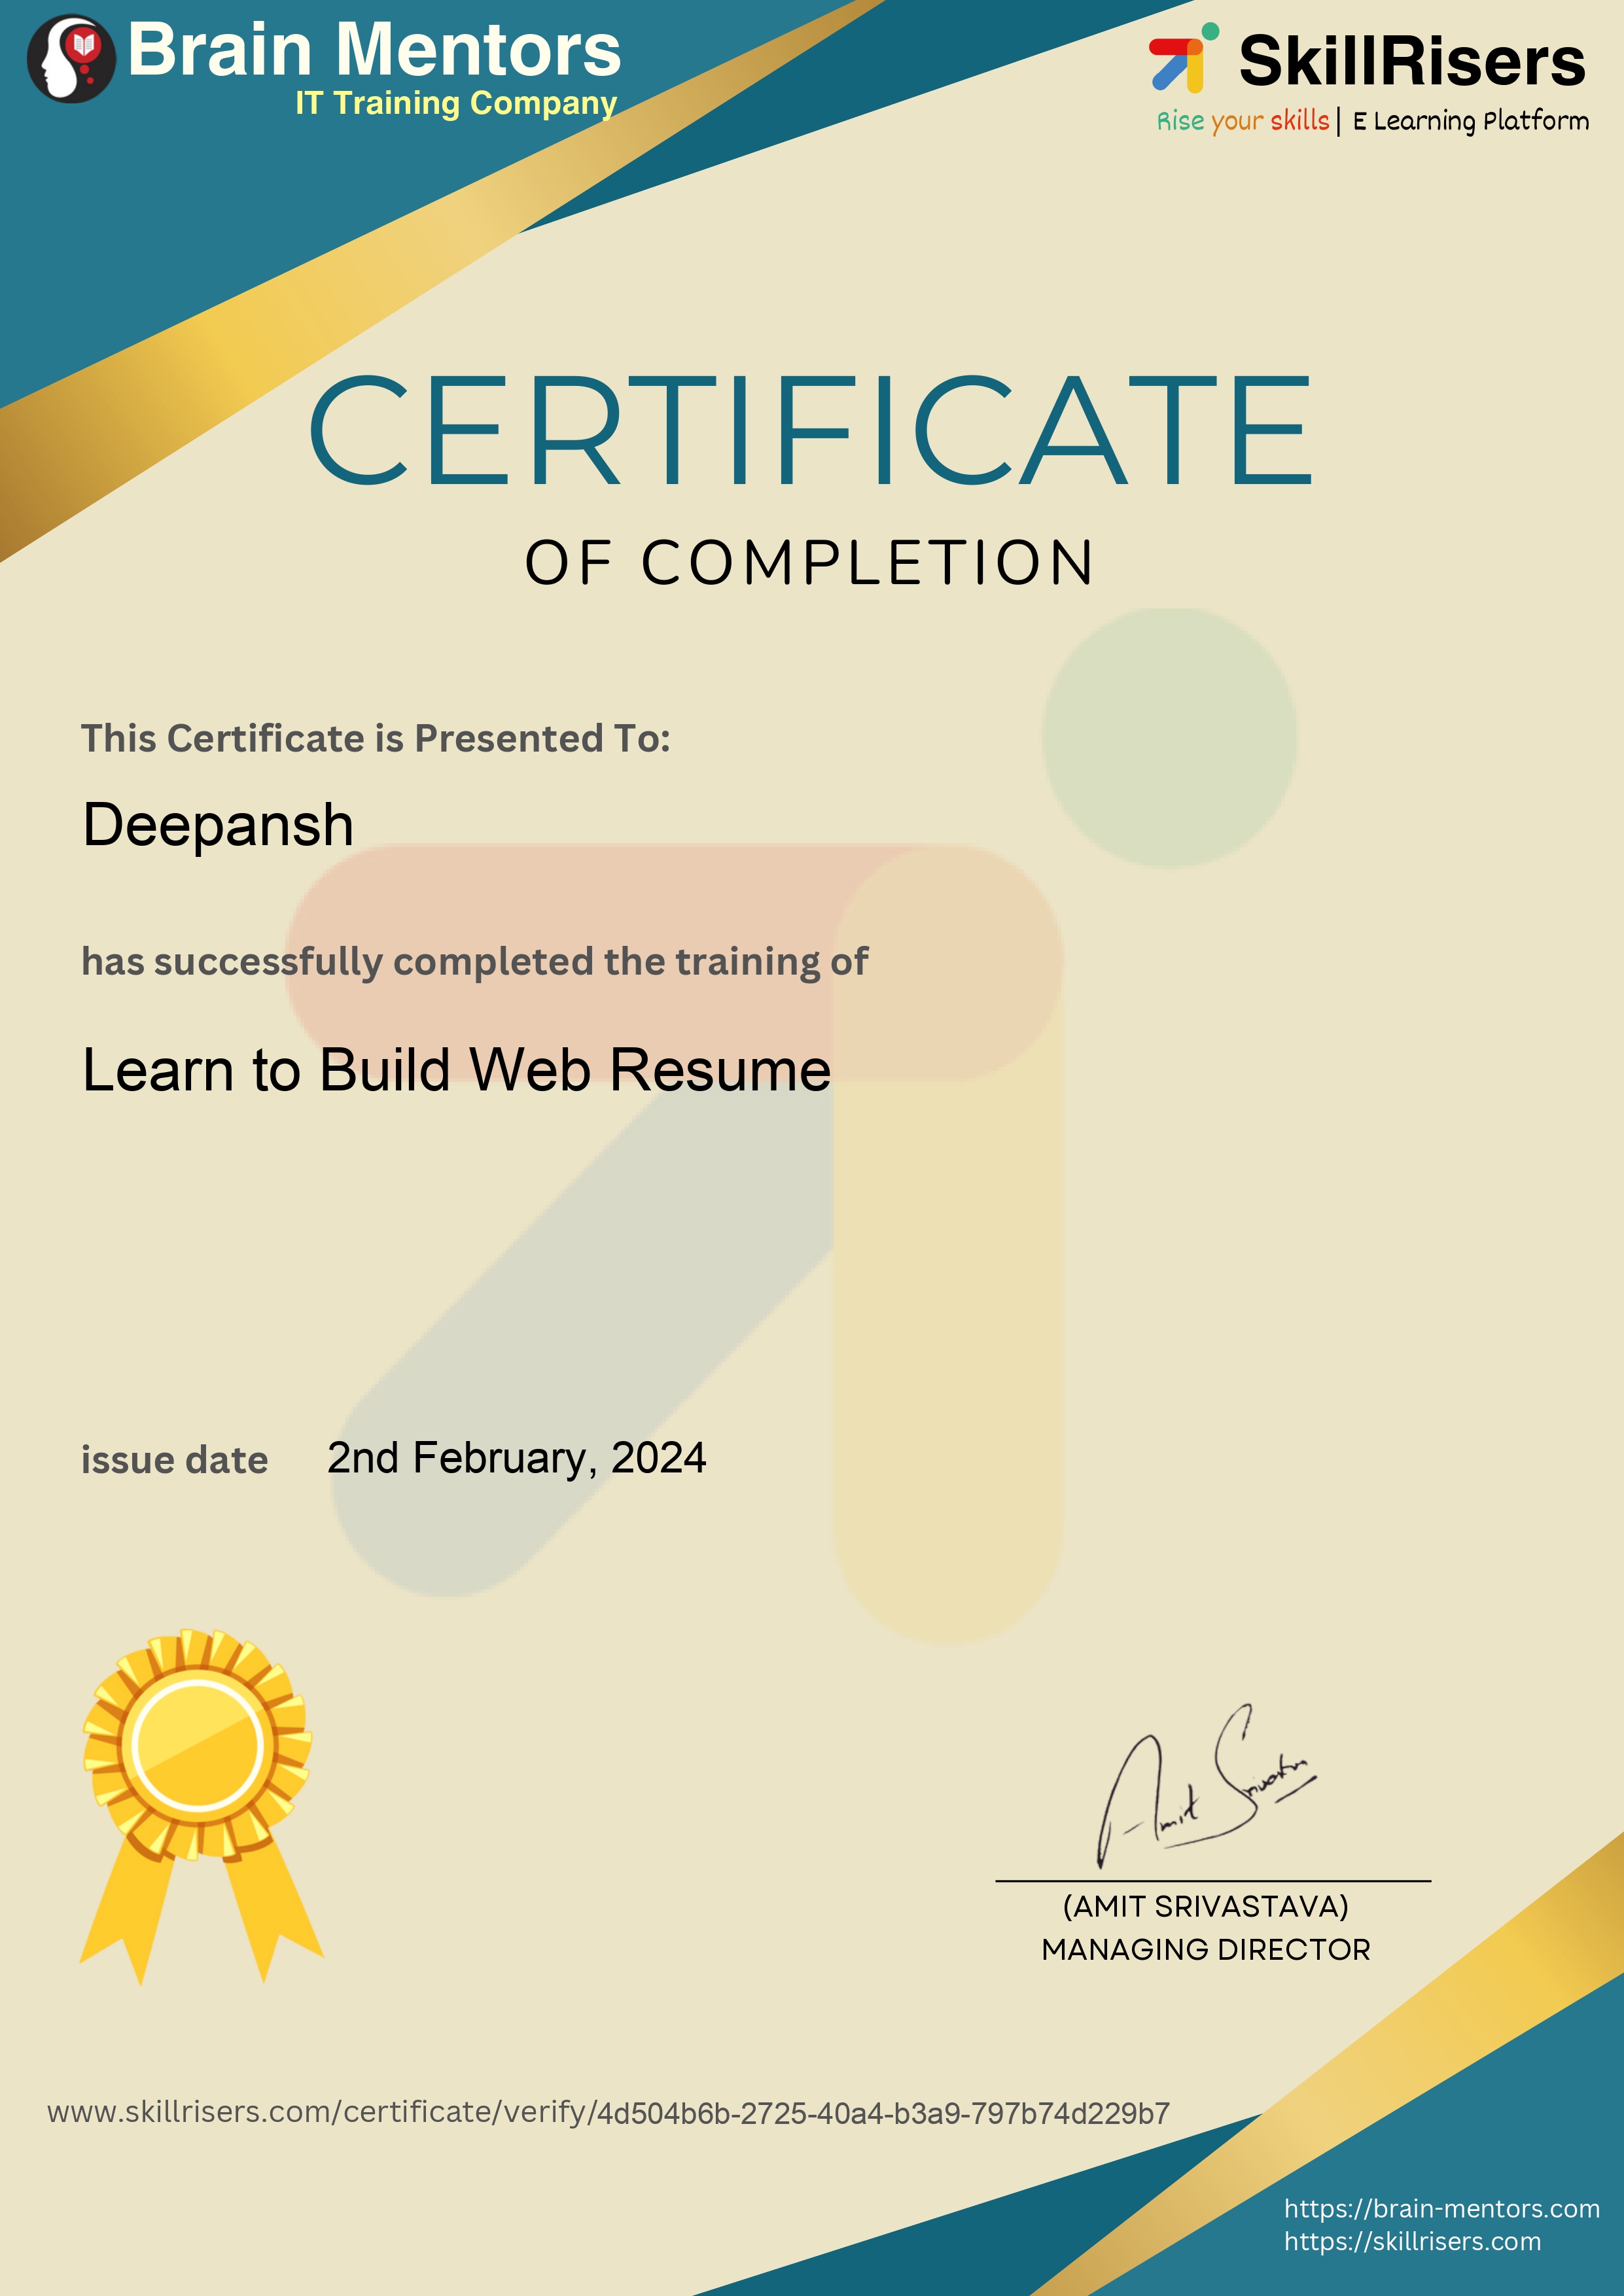 Brain Mentors
IT Training Company
SkillRisers
Rise your skills | E Learning Platform
CERTIFICATE
OF COMPLETION
This Certificate is Presented To:
Deepansh
has successfully completed the training of
Learn to Build Web Resume
issue date 2nd February, 2024
Amit Srivastva
(AMIT SRIVASTAVA)
MANAGING DIRECTOR
www.skillrisers.com/certificate/verify/4d504b6b-2725-40a4-b3a9-797b74d229b7
https://brain-mentors.com
https://skillrisers.com